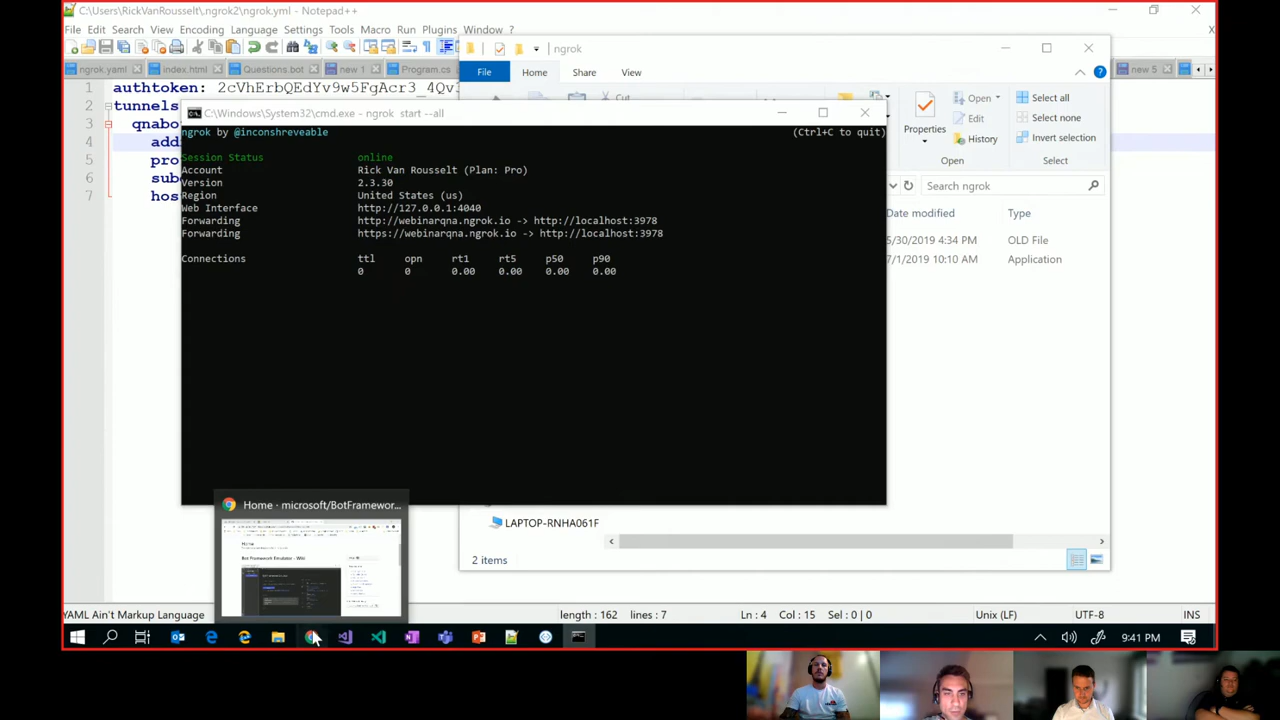 C:\Users\RickVanRousselt\.ngrok2\ngrok.yml - Notepad++
File Edit Search View Encoding Language Settings Tools Macro Run Plugins Window ? X
ngrok.yaml index.html Questions.bot new 1 Program.cs new 5
ngrok
File Home Share View
1 authtoken: 2cVhErbQEdYv9w5FgAcr3_4Qv
2 tunnels
3 qnabou
4 add
5 pro
6 sub
7 hos
Cut
Properties
Open
Edit
History
Open
Select all
Select none
Invert selection
Select
Search ngrok
Date modified Type
5/30/2019 4:34 PM OLD File
7/1/2019 10:10 AM Application
LAPTOP-RNHA061F
2 items
C:\Windows\System32\cmd.exe - ngrok start --all
ngrok by @inconshreveable (Ctrl+C to quit)
Session Status online
Account Rick Van Rousselt (Plan: Pro)
Version 2.3.30
Region United States (us)
Web Interface http://127.0.0.1:4040
Forwarding http://webinarqna.ngrok.io -> http://localhost:3978
Forwarding https://webinarqna.ngrok.io -> http://localhost:3978
Connections ttl opn rt1 rt5 p50 p90
0 0 0.00 0.00 0.00 0.00
Home · microsoft/BotFramewor...
Home
Bot Framework Emulator - Wiki
YAML Ain't Markup Language length : 162 lines : 7 Ln : 4 Col : 15 Sel : 0 | 0 Unix (LF) UTF-8 INS
9:41 PM